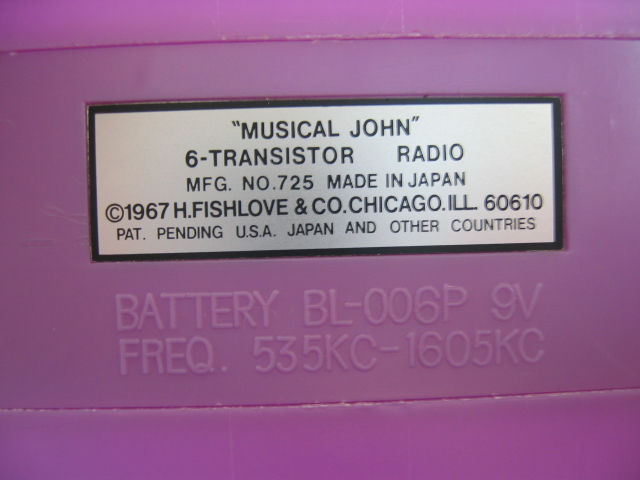 "MUSICAL JOHN"
6-TRANSISTOR RADIO
MFG. NO.725 MADE IN JAPAN
©1967 H.FISHLOVE & CO.CHICAGO.ILL. 60610
PAT. PENDING U.S.A. JAPAN AND OTHER COUNTRIES
BATTERY BL-006P 9V
FREQ. 535KC-1605KC